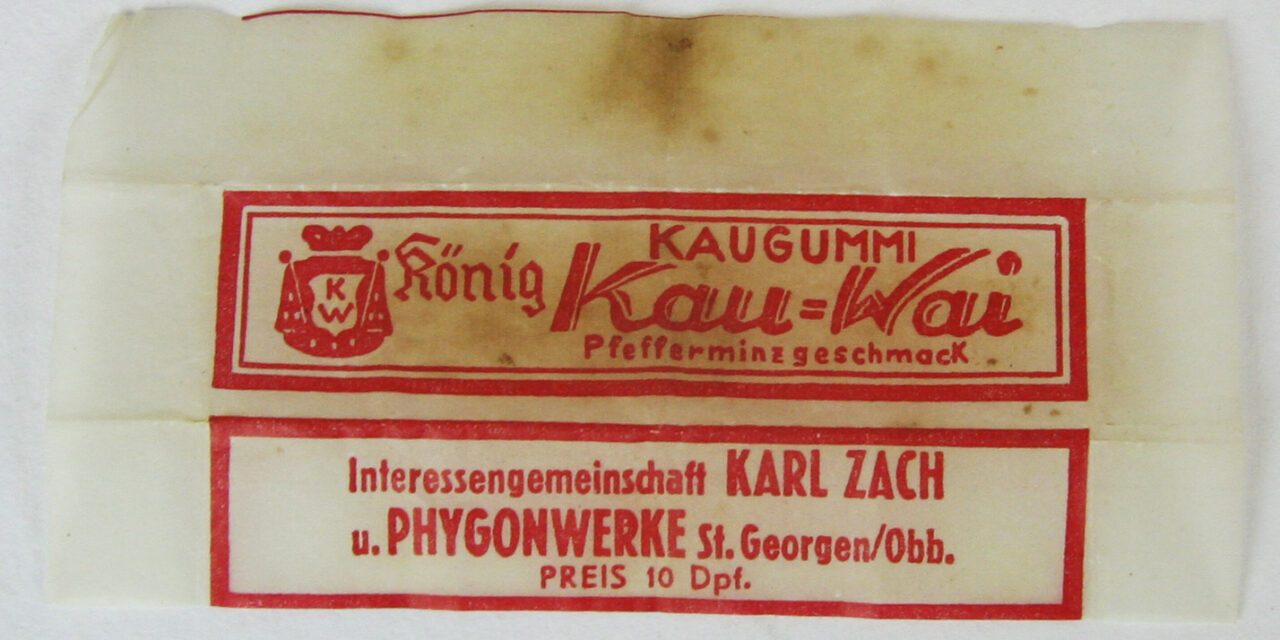 K
W
König
KAUGUMMI
Kau=Wai
Pfefferminzgeschmack
Interessengemeinschaft KARL ZACH
u. PHYGONWERKE St. Georgen/Obb.
PREIS 10 Dpf.